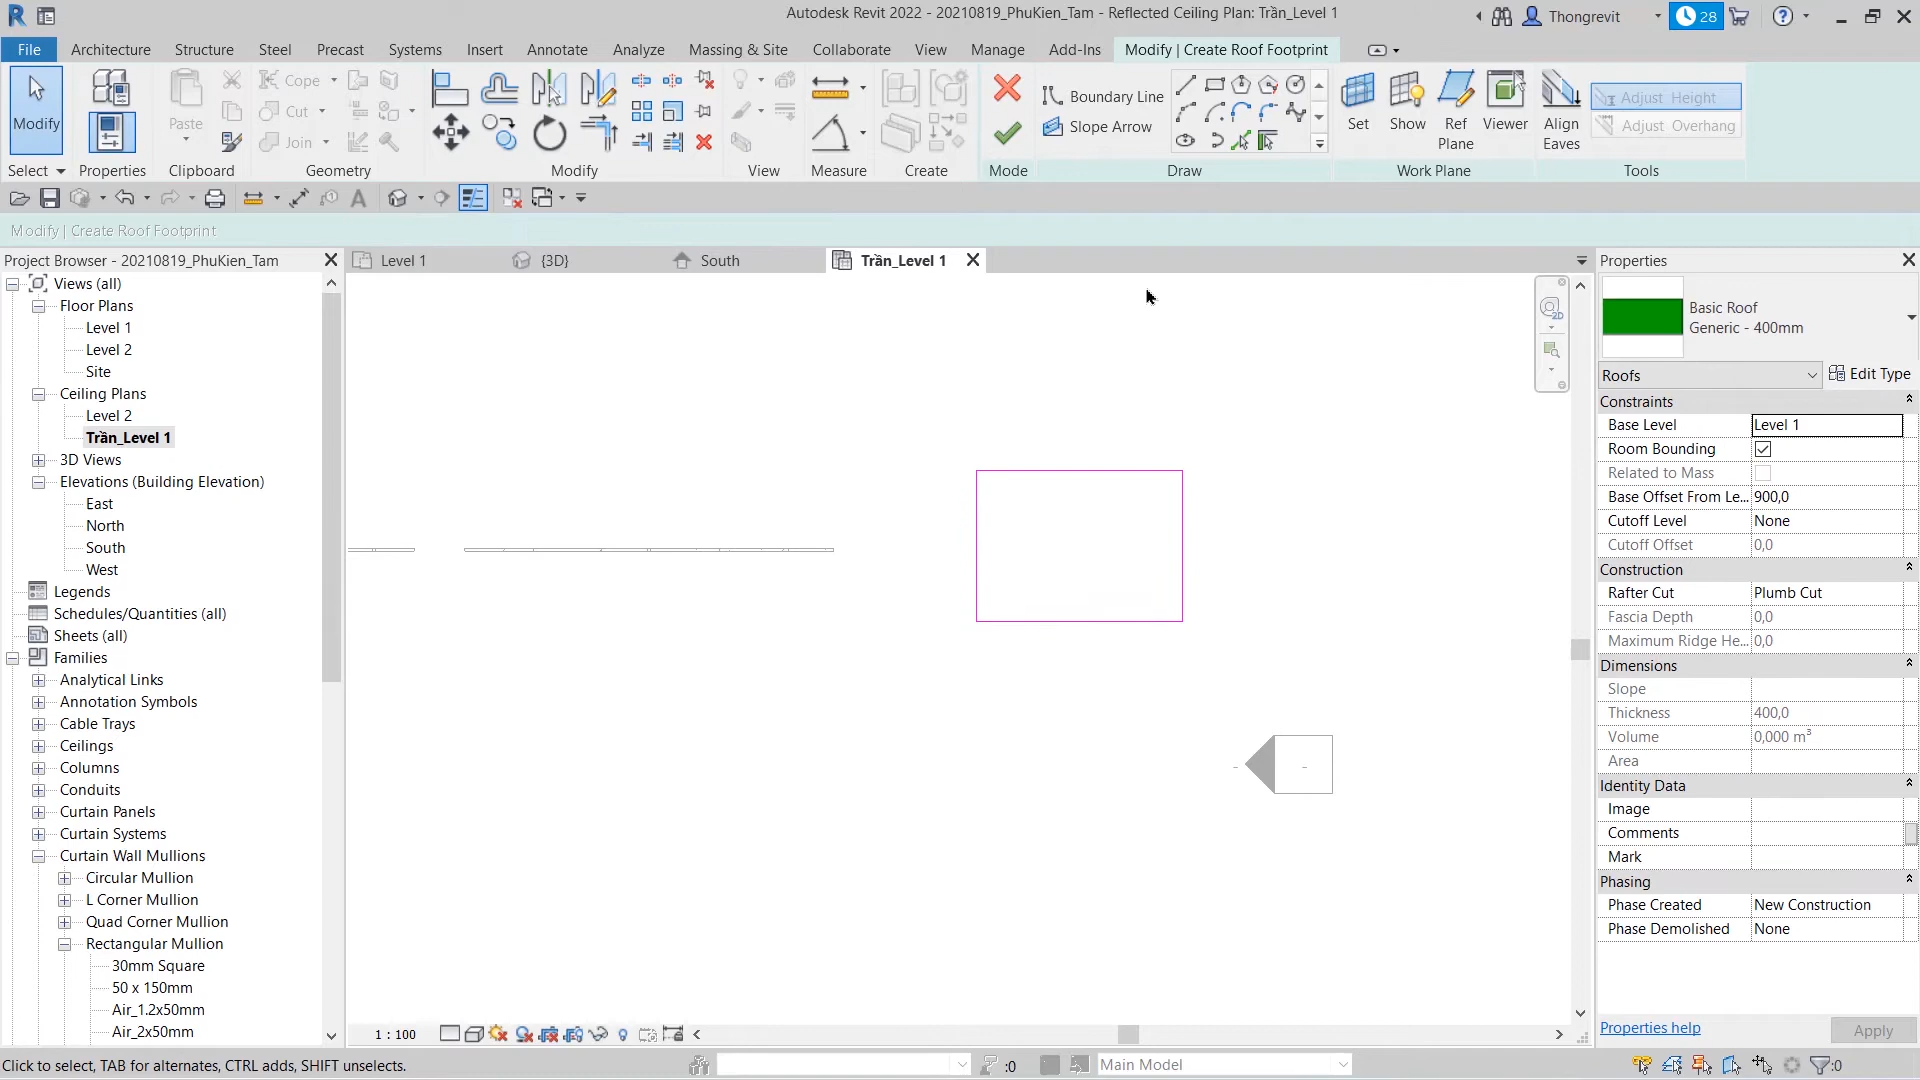 Autodesk Revit 2022 - 20210819_PhuKien_Tam - Reflected Ceiling Plan: Trần_Level 1
Thongrevit
28
File Architecture Structure Steel Precast Systems Insert Annotate Analyze Massing & Site Collaborate View Manage Add-Ins Modify | Create Roof Footprint
Modify
Paste
Cope
Cut
Join
Boundary Line
Slope Arrow
Set
Show
Ref Plane
Viewer
Align Eaves
Adjust Height
Adjust Overhang
Select Properties Clipboard Geometry Modify View Measure Create Mode Draw Work Plane Tools
Modify | Create Roof Footprint
Project Browser - 20210819_PhuKien_Tam
Views (all)
Floor Plans
Level 1
Level 2
Site
Ceiling Plans
Level 2
Trần_Level 1
3D Views
Elevations (Building Elevation)
East
North
South
West
Legends
Schedules/Quantities (all)
Sheets (all)
Families
Analytical Links
Annotation Symbols
Cable Trays
Ceilings
Columns
Conduits
Curtain Panels
Curtain Systems
Curtain Wall Mullions
Circular Mullion
L Corner Mullion
Quad Corner Mullion
Rectangular Mullion
30mm Square
50 x 150mm
Air_1.2x50mm
Air_2x50mm
Level 1
{3D}
South
Trần_Level 1
2D
1 : 100
Properties
Basic Roof
Generic - 400mm
Roofs
Edit Type
Constraints
Base Level Level 1
Room Bounding
Related to Mass
Base Offset From Le... 900,0
Cutoff Level None
Cutoff Offset 0,0
Construction
Rafter Cut Plumb Cut
Fascia Depth 0,0
Maximum Ridge He... 0,0
Dimensions
Slope
Thickness 400,0
Volume 0,000 m³
Area
Identity Data
Image
Comments
Mark
Phasing
Phase Created New Construction
Phase Demolished None
Properties help
Apply
Click to select, TAB for alternates, CTRL adds, SHIFT unselects.
:0
Main Model
:0